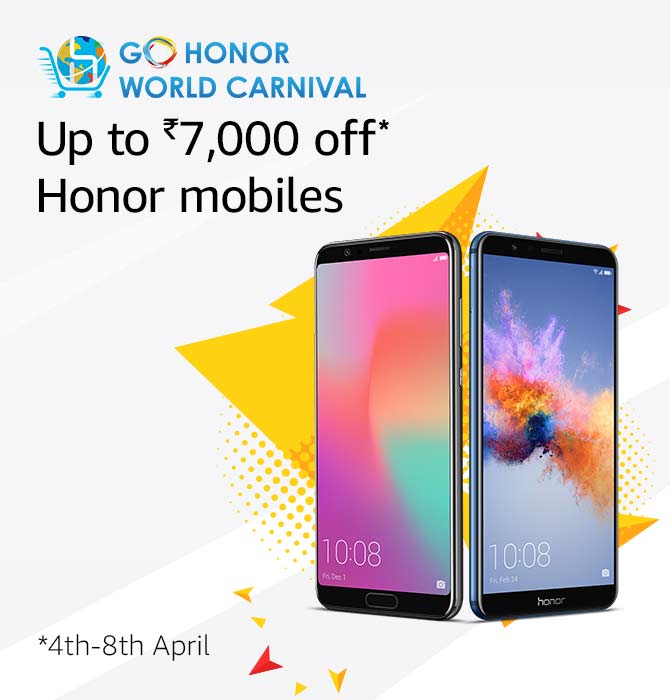 GO HONOR
WORLD CARNIVAL
Up to ₹7,000 off*
Honor mobiles
10:08
Fri, Dec 1
10:08
Fri, Feb 24
honor
*4th-8th April